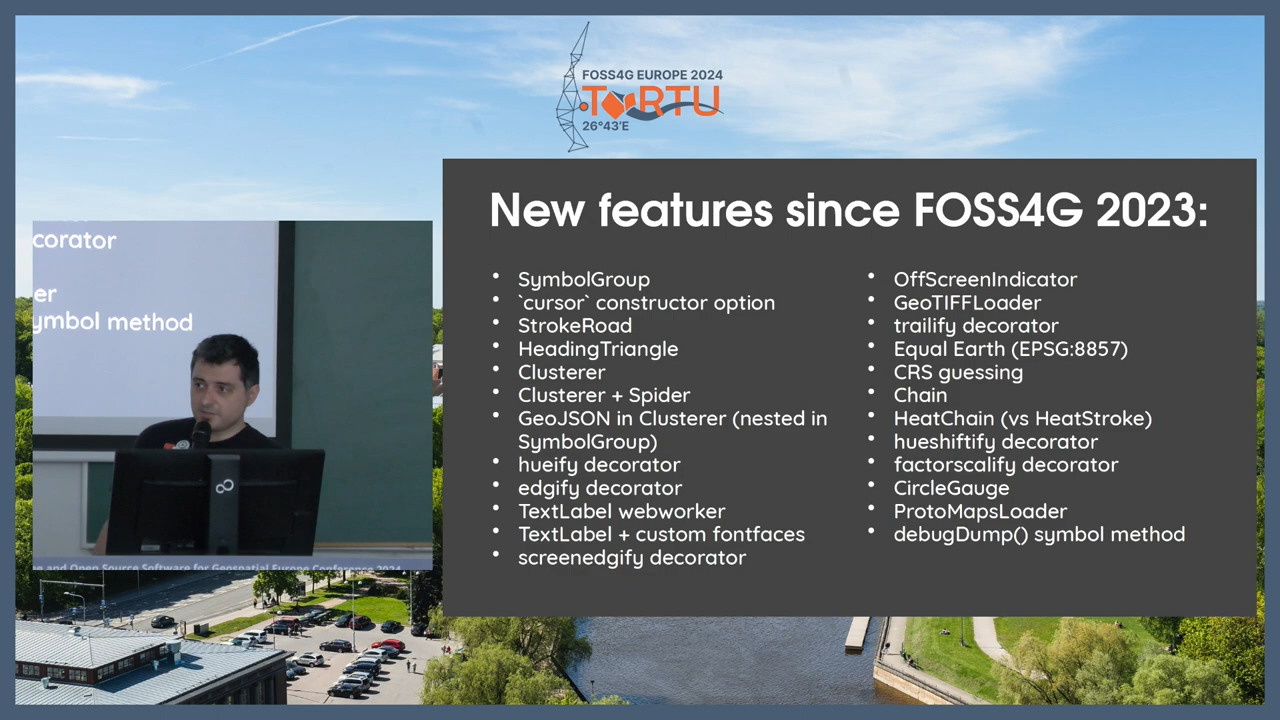 FOSS4G EUROPE 2024
TORTU
26°43'E
New features since FOSS4G 2023:
• SymbolGroup
• `cursor` constructor option
• StrokeRoad
• HeadingTriangle
• Clusterer
• Clusterer + Spider
• GeoJSON in Clusterer (nested in
SymbolGroup)
• hueify decorator
• edgify decorator
• TextLabel webworker
• TextLabel + custom fontfaces
• screenedgify decorator
• OffScreenIndicator
• GeoTIFFLoader
• trailify decorator
• Equal Earth (EPSG:8857)
• CRS guessing
• Chain
• HeatChain (vs HeatStroke)
• hueshiftify decorator
• factorscalify decorator
• CircleGauge
• ProtoMapsLoader
• debugDump() symbol method
corator
er
ymbol method
and Open Source Software for Geospatial Europe Conference 2024